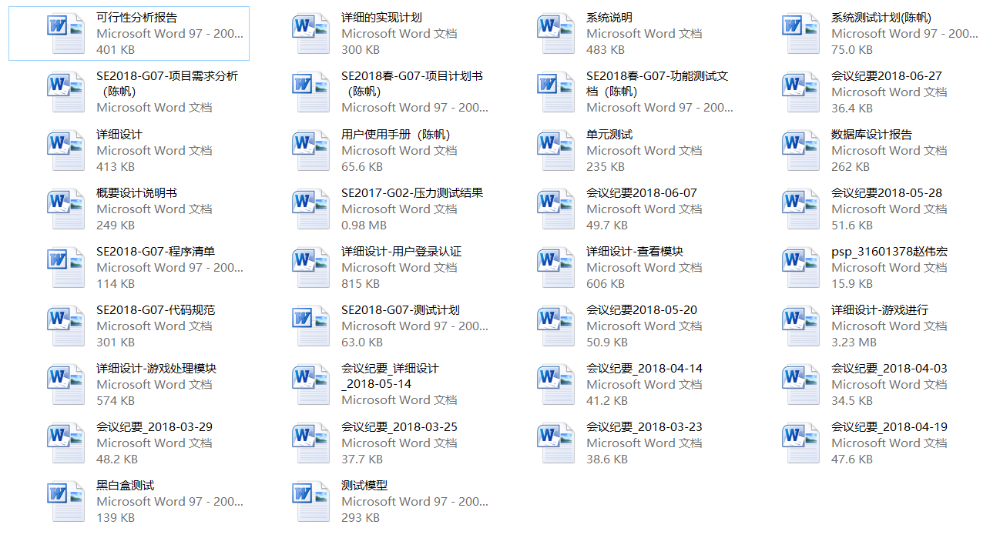 可行性分析报告
Microsoft Word 97 - 200...
401 KB
详细的实现计划
Microsoft Word 文档
300 KB
系统说明
Microsoft Word 文档
483 KB
系统测试计划(陈帆)
Microsoft Word 97 - 200...
75.0 KB
SE2018-G07-项目需求分析
（陈帆）
Microsoft Word 文档
SE2018春-G07-项目计划书
（陈帆）
Microsoft Word 97 - 200...
SE2018春-G07-功能测试文
档（陈帆）
Microsoft Word 97 - 200...
会议纪要2018-06-27
Microsoft Word 文档
36.4 KB
详细设计
Microsoft Word 文档
413 KB
用户使用手册（陈帆）
Microsoft Word 文档
65.6 KB
单元测试
Microsoft Word 文档
235 KB
数据库设计报告
Microsoft Word 文档
262 KB
概要设计说明书
Microsoft Word 文档
249 KB
SE2017-G02-压力测试结果
Microsoft Word 文档
0.98 MB
会议纪要2018-06-07
Microsoft Word 文档
49.7 KB
会议纪要2018-05-28
Microsoft Word 文档
51.6 KB
SE2018-G07-程序清单
Microsoft Word 97 - 200...
114 KB
详细设计-用户登录认证
Microsoft Word 文档
815 KB
详细设计-查看模块
Microsoft Word 文档
606 KB
psp_31601378赵伟宏
Microsoft Word 文档
15.9 KB
SE2018-G07-代码规范
Microsoft Word 文档
301 KB
SE2018-G07-测试计划
Microsoft Word 97 - 200...
63.0 KB
会议纪要2018-05-20
Microsoft Word 文档
50.9 KB
详细设计-游戏进行
Microsoft Word 文档
3.23 MB
详细设计-游戏处理模块
Microsoft Word 文档
574 KB
会议纪要_详细设计
_2018-05-14
Microsoft Word 文档
会议纪要_2018-04-14
Microsoft Word 文档
41.2 KB
会议纪要_2018-04-03
Microsoft Word 文档
34.5 KB
会议纪要_2018-03-29
Microsoft Word 文档
48.2 KB
会议纪要_2018-03-25
Microsoft Word 文档
37.7 KB
会议纪要_2018-03-23
Microsoft Word 文档
38.6 KB
会议纪要_2018-04-19
Microsoft Word 文档
47.6 KB
黑白盒测试
Microsoft Word 97 - 200...
139 KB
测试模型
Microsoft Word 97 - 200...
293 KB